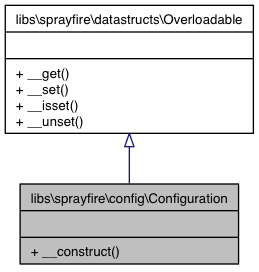 libs\sprayfire\datastructs\Overloadable
+ __get()
+ __set()
+ __isset()
+ __unset()
libs\sprayfire\config\Configuration
+ __construct()